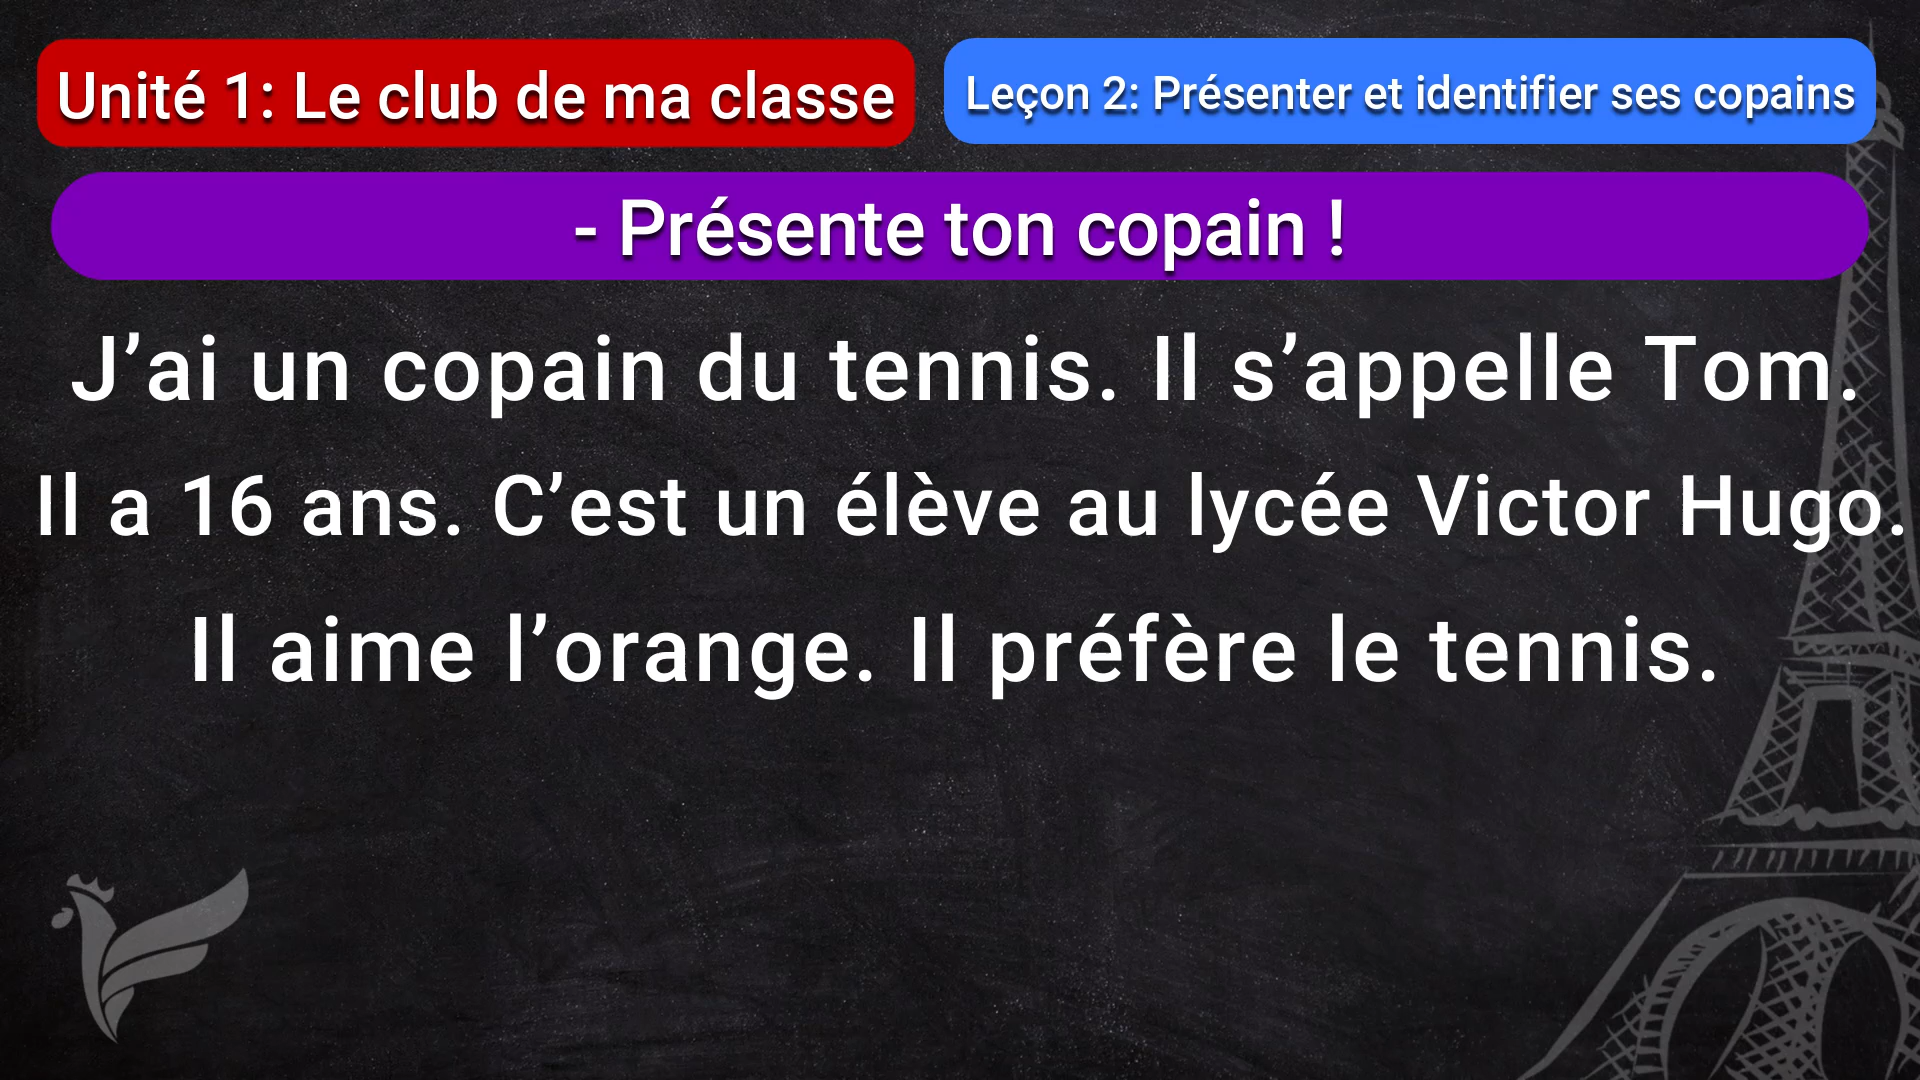 Unité 1: Le club de ma classe
Leçon 2: Présenter et identifier ses copains
- Présente ton copain !
J’ai un copain du tennis. Il s’appelle Tom.
Il a 16 ans. C’est un élève au lycée Victor Hugo.
Il aime l’orange. Il préfère le tennis.